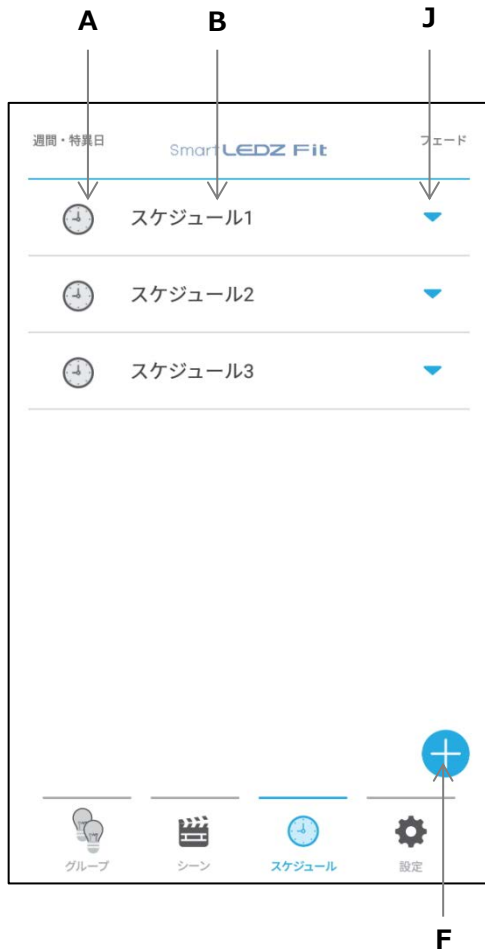 A B J
週間・特異日 Smart LEDZ Fit フェード
スケジュール1
スケジュール2
スケジュール3
グループ シーン スケジュール 設定
F